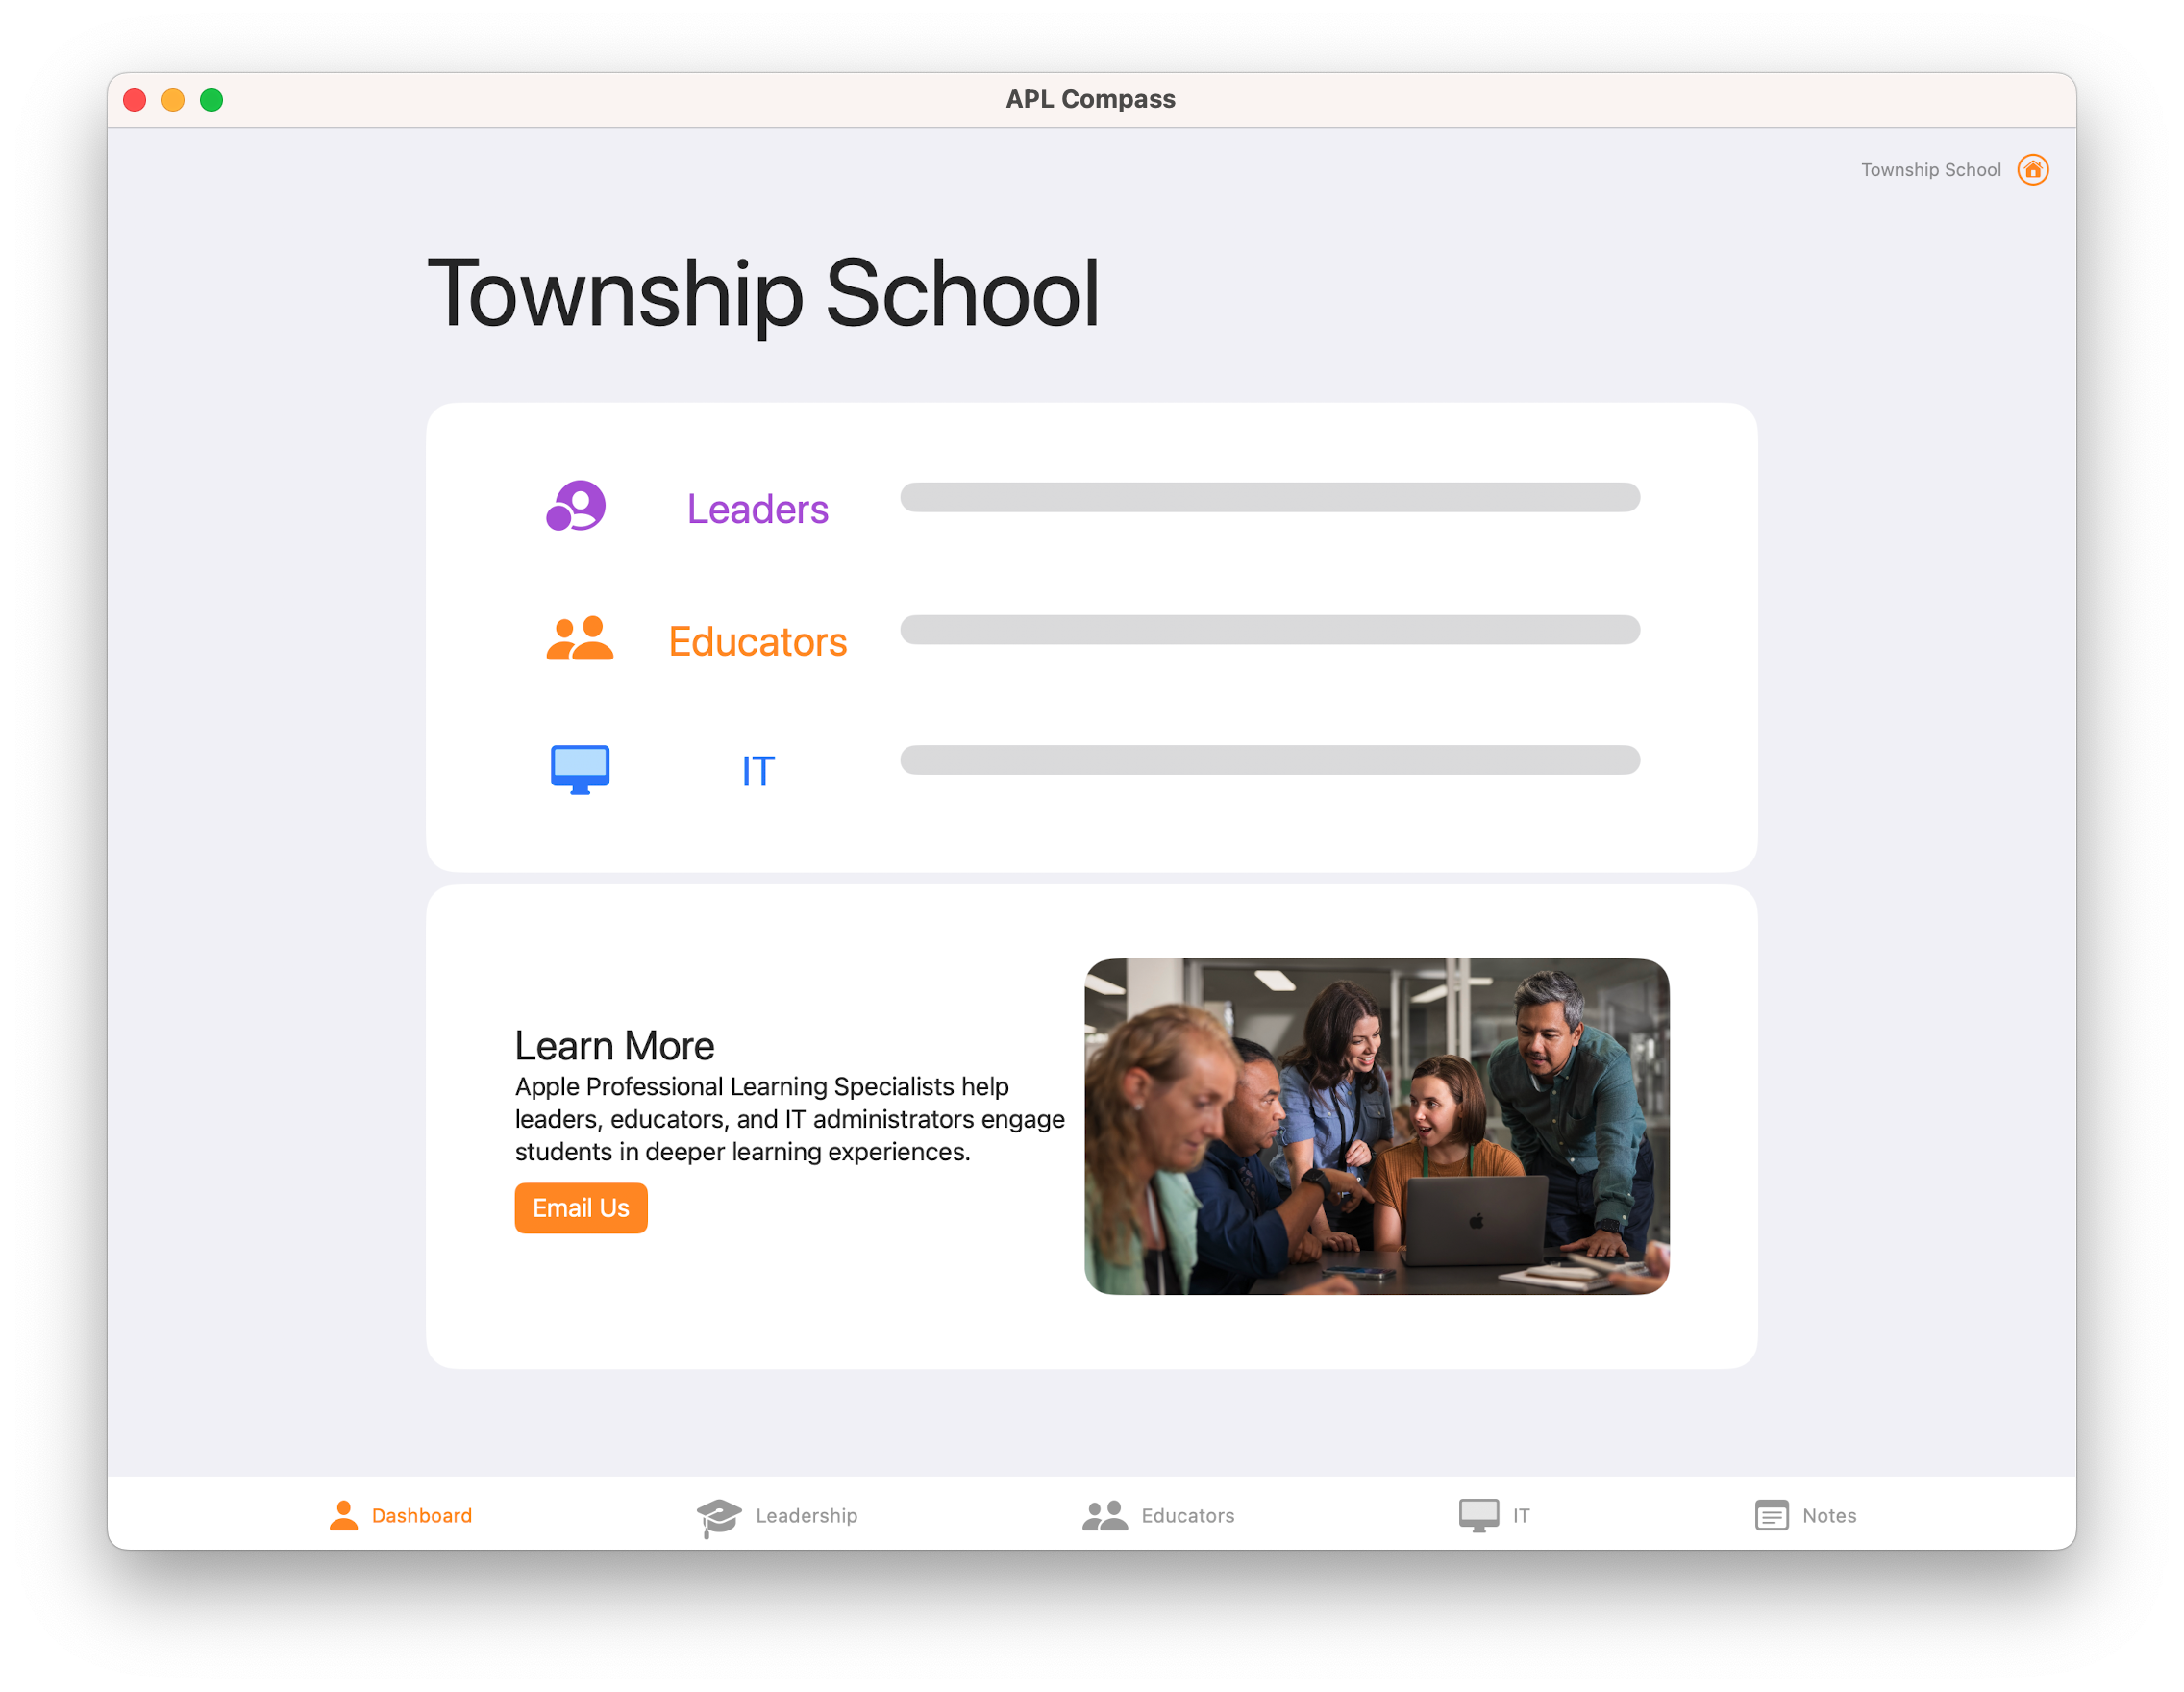 APL Compass
Township School
Township School
Leaders
Educators
IT
Learn More
Apple Professional Learning Specialists help
leaders, educators, and IT administrators engage
students in deeper learning experiences.
Email Us
Dashboard
Leadership
Educators
IT
Notes